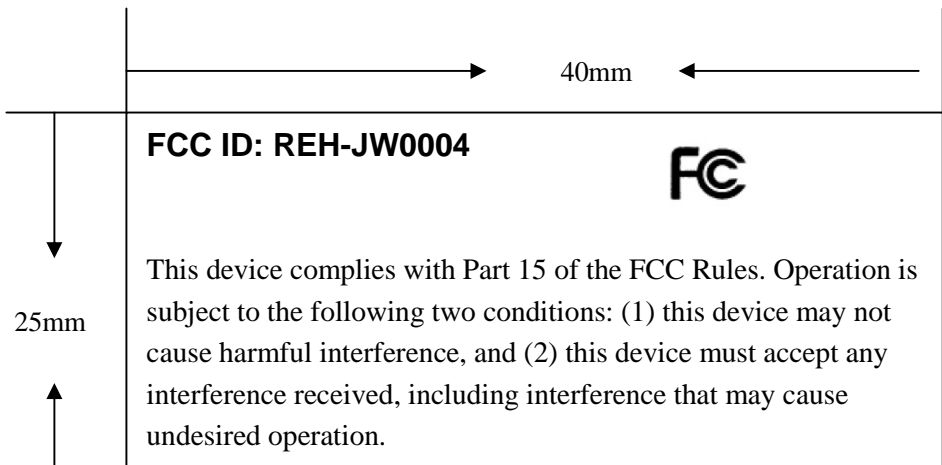 40mm
FCC ID: REH-JW0004
FC
This device complies with Part 15 of the FCC Rules. Operation is
subject to the following two conditions: (1) this device may not
25mm
cause harmful interference, and (2) this device must accept any
interference received, including interference that may cause
undesired operation.